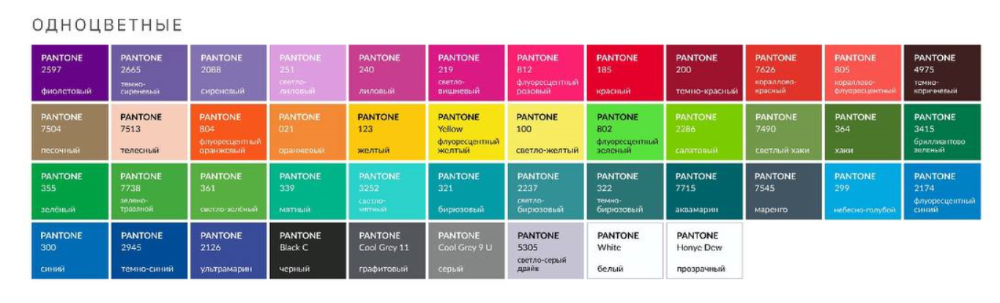 ОДНОЦВЕТНЫЕ
PANTONE
2597
фиолетовый
PANTONE
2665
темно-
сиреневый
PANTONE
2088
сиреневый
PANTONE
251
светло-
лиловый
PANTONE
240
лиловый
PANTONE
219
светло-
вишневый
PANTONE
812
флуоресцентный
розовый
PANTONE
185
красный
PANTONE
200
темно-красный
PANTONE
7626
кораллово-
красный
PANTONE
805
кораллово-
флуоресцентный
PANTONE
4975
темно-
коричневый
PANTONE
7504
песочный
PANTONE
7513
телесный
PANTONE
804
флуоресцентный
оранжевый
PANTONE
021
оранжевый
PANTONE
123
желтый
PANTONE
Yellow
флуоресцентный
желтый
PANTONE
100
светло-желтый
PANTONE
802
флуоресцентный
зеленый
PANTONE
2286
салатовый
PANTONE
7490
светлый хаки
PANTONE
364
хаки
PANTONE
3415
бриллиантово
зеленый
PANTONE
355
зелёный
PANTONE
7738
зелено-
травяной
PANTONE
361
светло-зелёный
PANTONE
339
мятный
PANTONE
3252
светло-
мятный
PANTONE
321
бирюзовый
PANTONE
2237
светло-
бирюзовый
PANTONE
322
темно-
бирюзовый
PANTONE
7715
аквамарин
PANTONE
7545
маренго
PANTONE
299
небесно-голубой
PANTONE
2174
флуоресцентный
синий
PANTONE
300
синий
PANTONE
2945
темно-синий
PANTONE
2126
ультрамарин
PANTONE
Black C
черный
PANTONE
Cool Grey 11
графитовый
PANTONE
Cool Grey 9 U
серый
PANTONE
5305
светло-серый
драйк
PANTONE
White
белый
PANTONE
Honye Dew
прозрачный